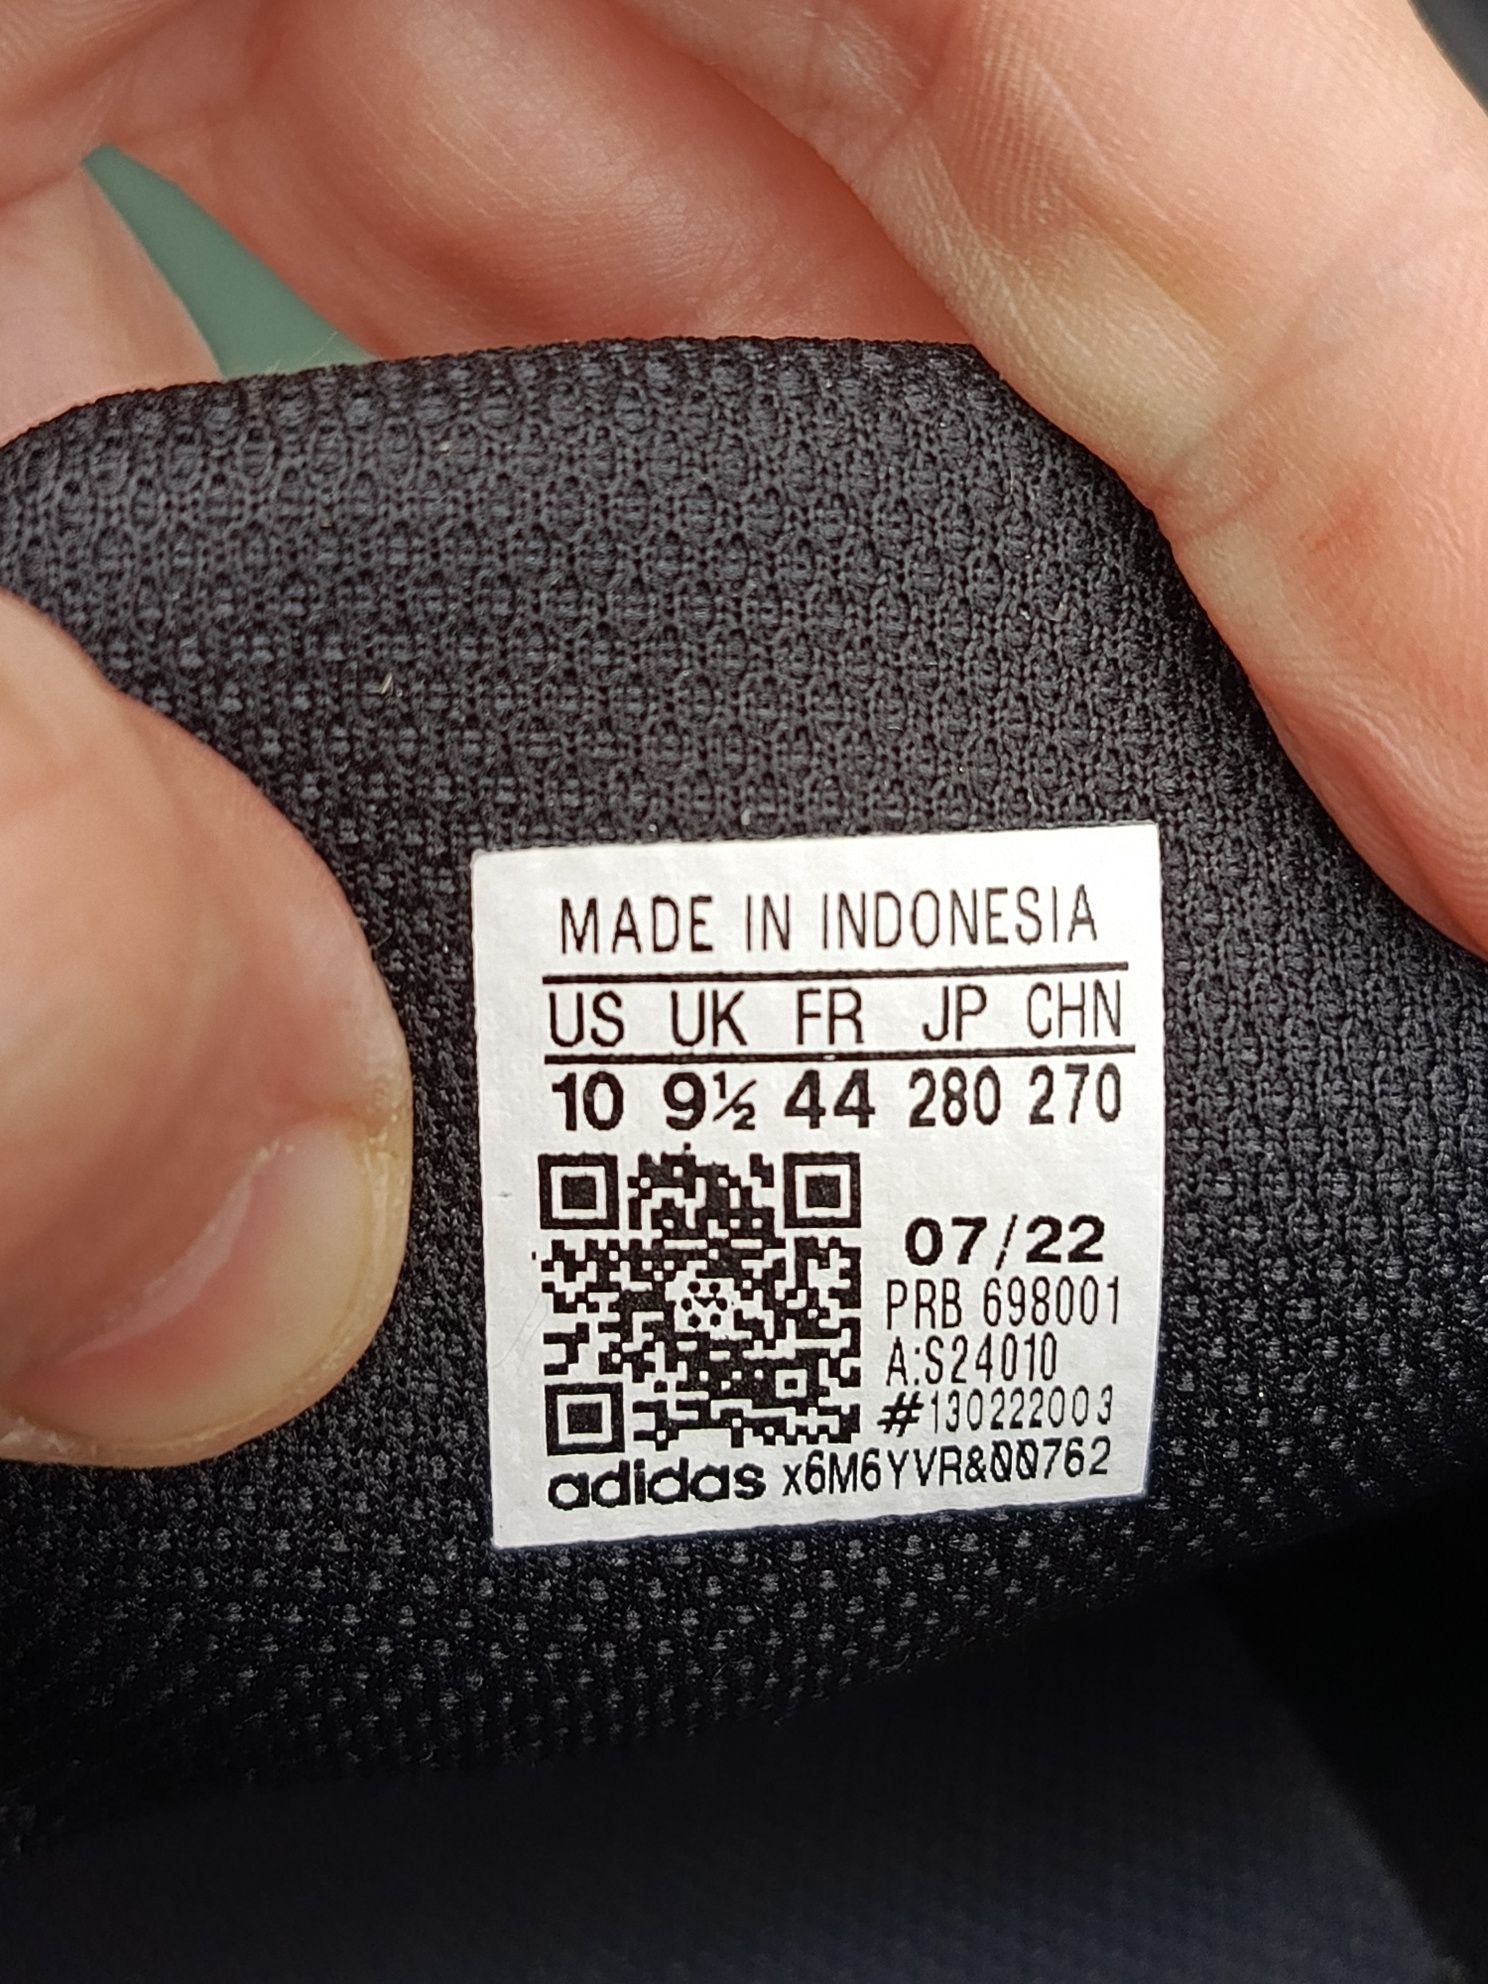 MADE IN INDONESIA
US UK FR JP CHN
10 9½ 44 280 270
07/22
PRB 698001
A:S24010
#130222003
adidas x6M6YVR&00762